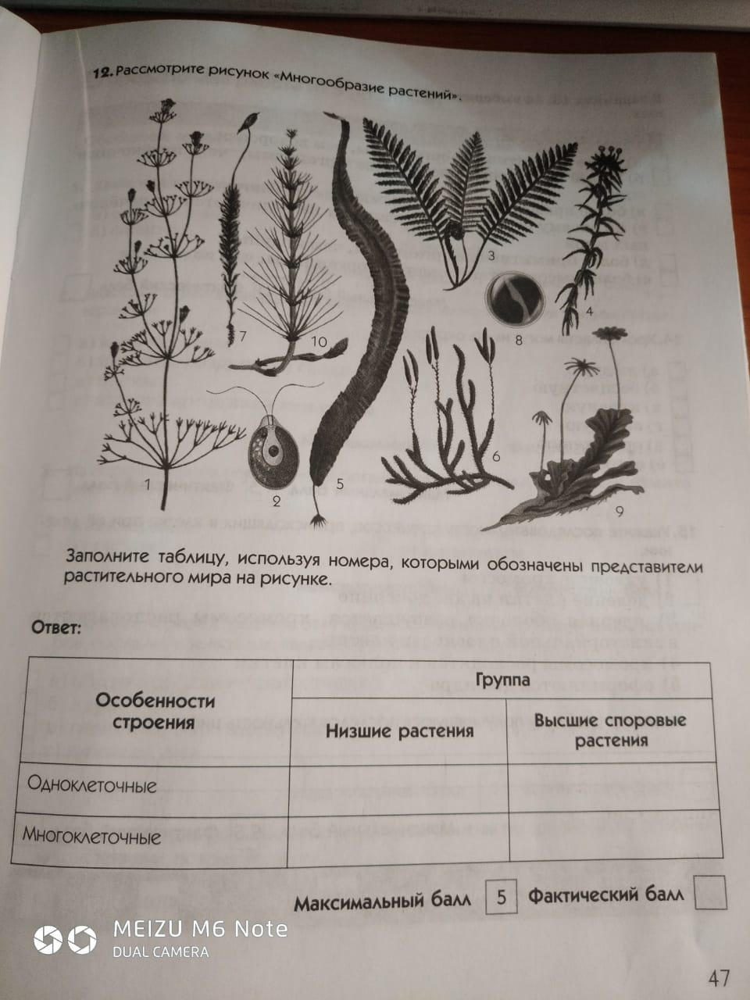 12. Рассмотрите рисунок «Многообразие растений».
3
4
7
10
8
1
2
5
6
9
Заполните таблицу, используя номера, которыми обозначены представители
растительного мира на рисунке.
Ответ:
Особенности
строения
Группа
Низшие растения
Высшие споровые
растения
Одноклеточные
Многоклеточные
Максимальный балл 5 Фактический балл
MEIZU M6 Note
DUAL CAMERA
47